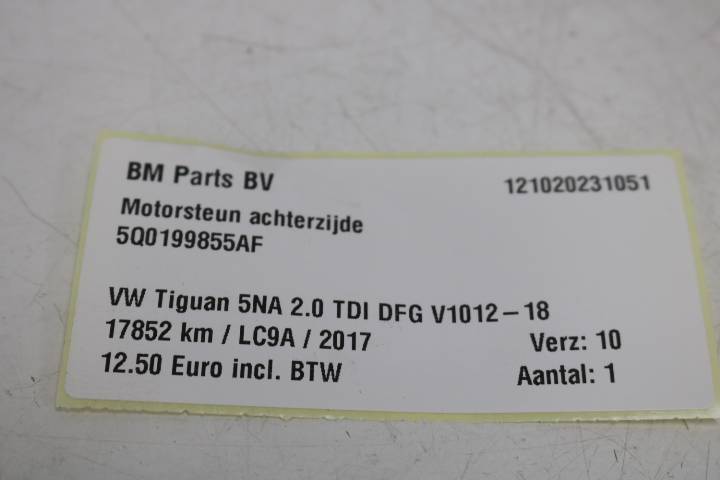 BM Parts BV 121020231051
Motorsteun achterzijde
5Q0199855AF
VW Tiguan 5NA 2.0 TDI DFG V1012-18
17852 km / LC9A / 2017 Verz: 10
12.50 Euro incl. BTW Aantal: 1